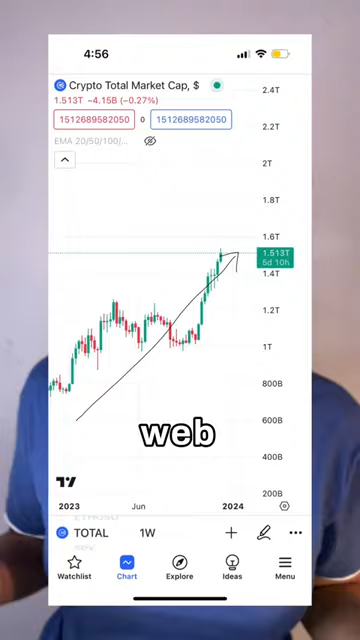 4:56
Crypto Total Market Cap, $
1.513T −4.15B (−0.27%)
1512689582050 0 1512689582050
EMA 20/50/100/...
2.4T
2.2T
2T
1.8T
1.6T
1.513T
5d 10h
1.4T
1.2T
1T
800B
600B
200B
web
2023 Jun 2024
TOTAL 1W
Watchlist Chart Explore Ideas Menu